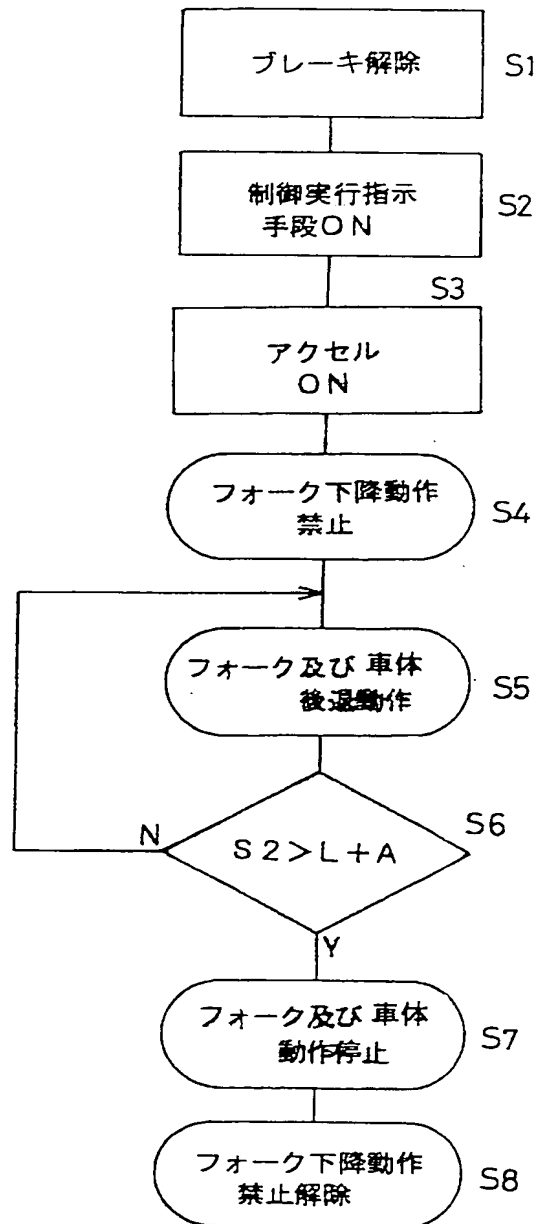 ブレーキ解除
S1
制御実行指示
手段ON
S2
S3
アクセル
ON
フォーク下降動作
禁止
S4
フォーク及び車体
後退動作
S5
S6
N
S2>L+A
Y
フォーク及び車体
動作停止
S7
フォーク下降動作
禁止解除
S8